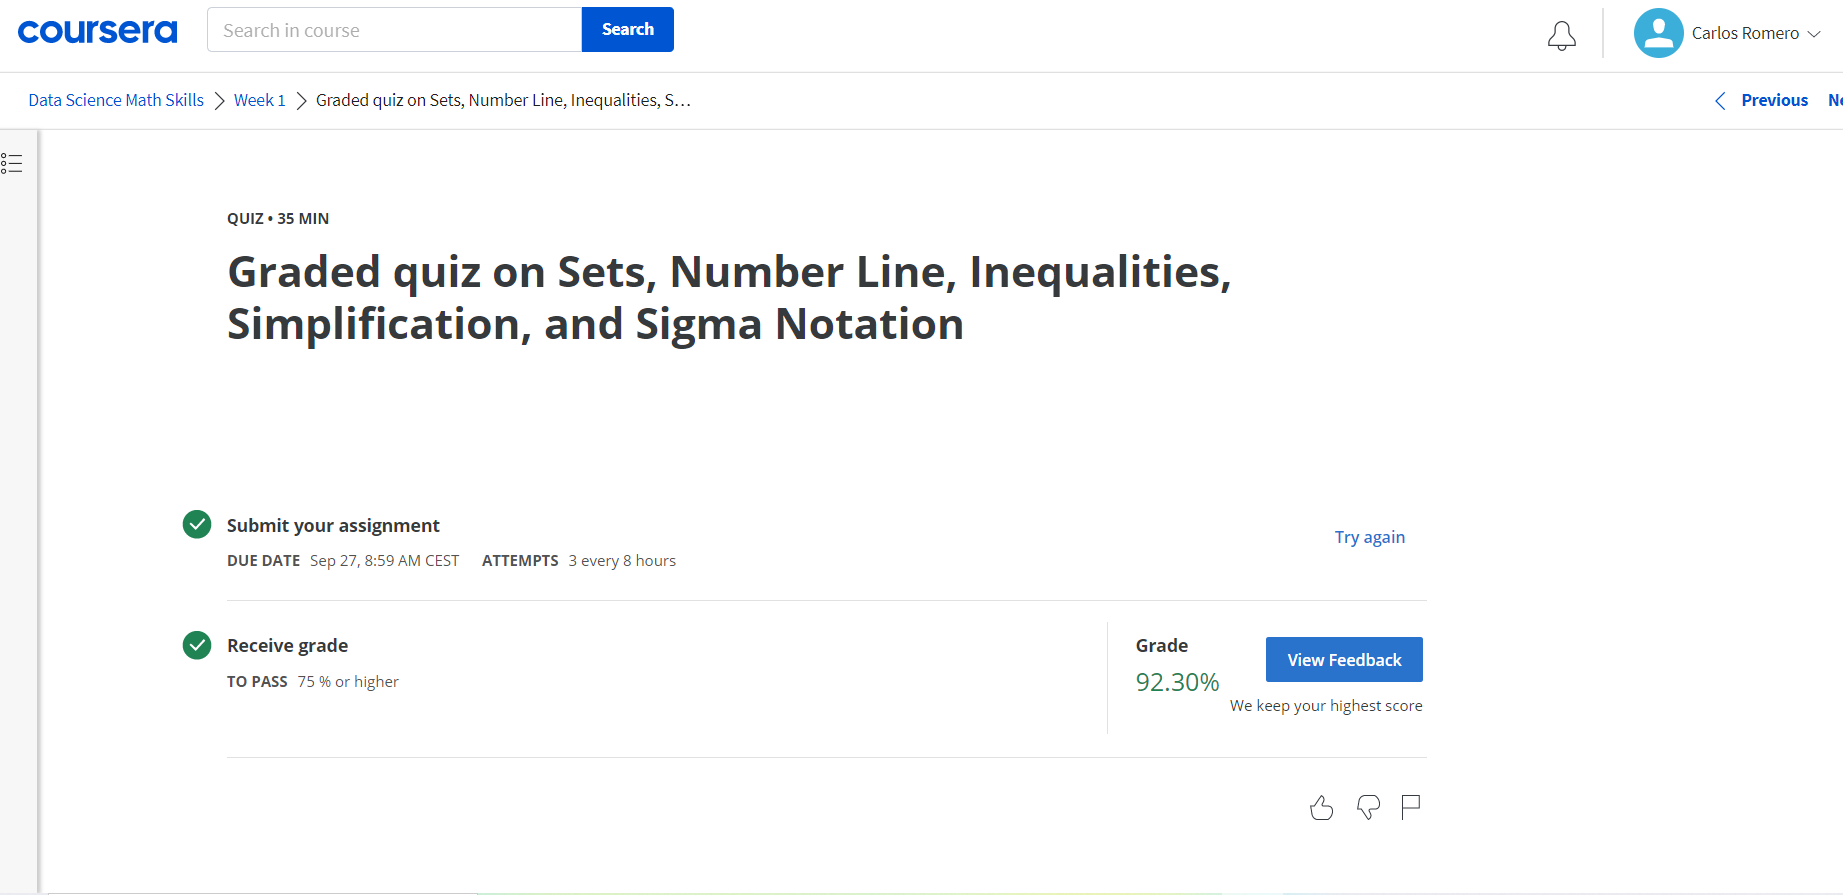 coursera
Search in course
Search
Carlos Romero
Data Science Math Skills
Week 1
Graded quiz on Sets, Number Line, Inequalities, S...
Previous
Ne
QUIZ • 35 MIN
Graded quiz on Sets, Number Line, Inequalities,
Simplification, and Sigma Notation
Submit your assignment
Try again
DUE DATE Sep 27, 8:59 AM CEST ATTEMPTS 3 every 8 hours
Receive grade
TO PASS 75 % or higher
Grade
92.30%
View Feedback
We keep your highest score